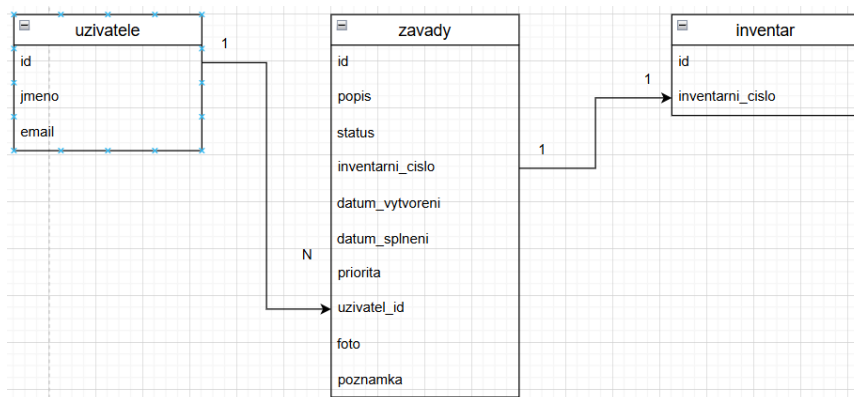 uzivatele
id
jmeno
email
1
N
zavady
id
popis
status
inventarni_cislo
datum_vytvoreni
datum_splneni
priorita
uzivatel_id
foto
poznamka
1
1
inventar
id
inventarni_cislo